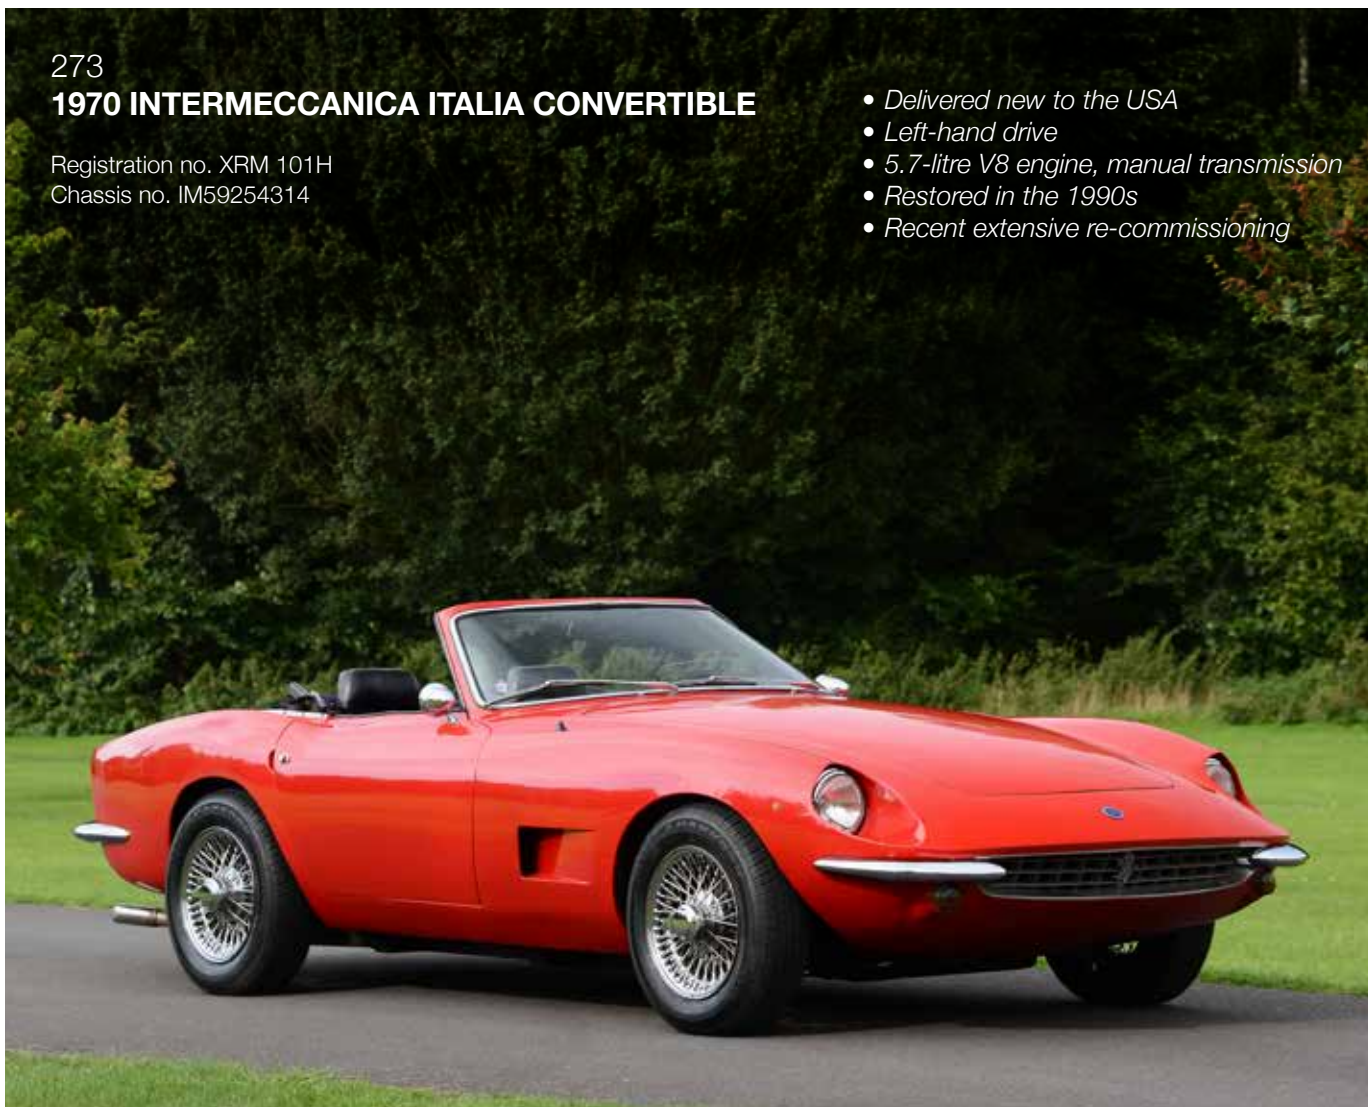 273
1970 INTERMECCANICA ITALIA CONVERTIBLE
Registration no. XRM 101H
Chassis no. IM59254314
• Delivered new to the USA
• Left-hand drive
• 5.7-litre V8 engine, manual transmission
• Restored in the 1990s
• Recent extensive re-commissioning